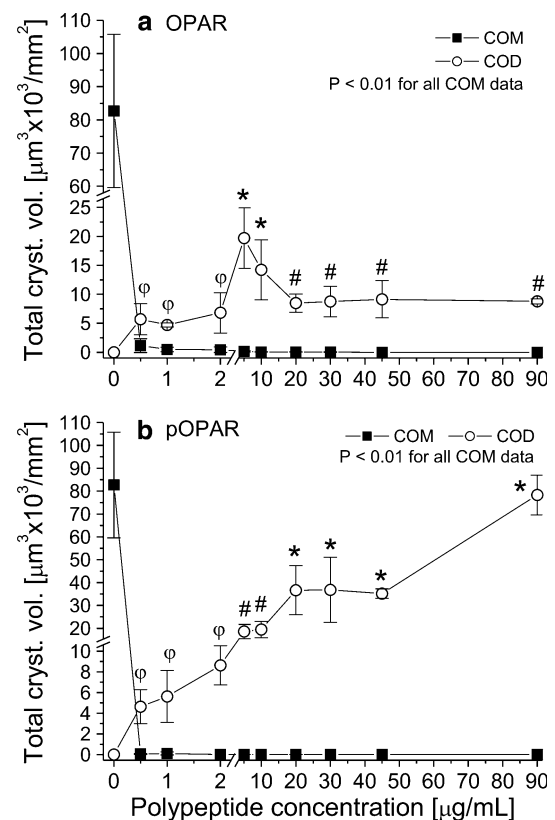 a OPAR
COM
COD
P < 0.01 for all COM data
Total cryst. vol. [μm³x10³/mm²]
110
100
90
80
70
60
25
20
15
10
5
0
φ φ φ * * # # # #
0 1 2 10 20 30 40 50 60 70 80 90
b pOPAR
COM COD
P < 0.01 for all COM data
Total cryst. vol. [μm³x10³/mm²]
110
100
90
80
70
60
50
40
30
20
10
8
6
4
2
0
φ φ φ # # * * * *
0 1 2 10 20 30 40 50 60 70 80 90
Polypeptide concentration [μg/mL]